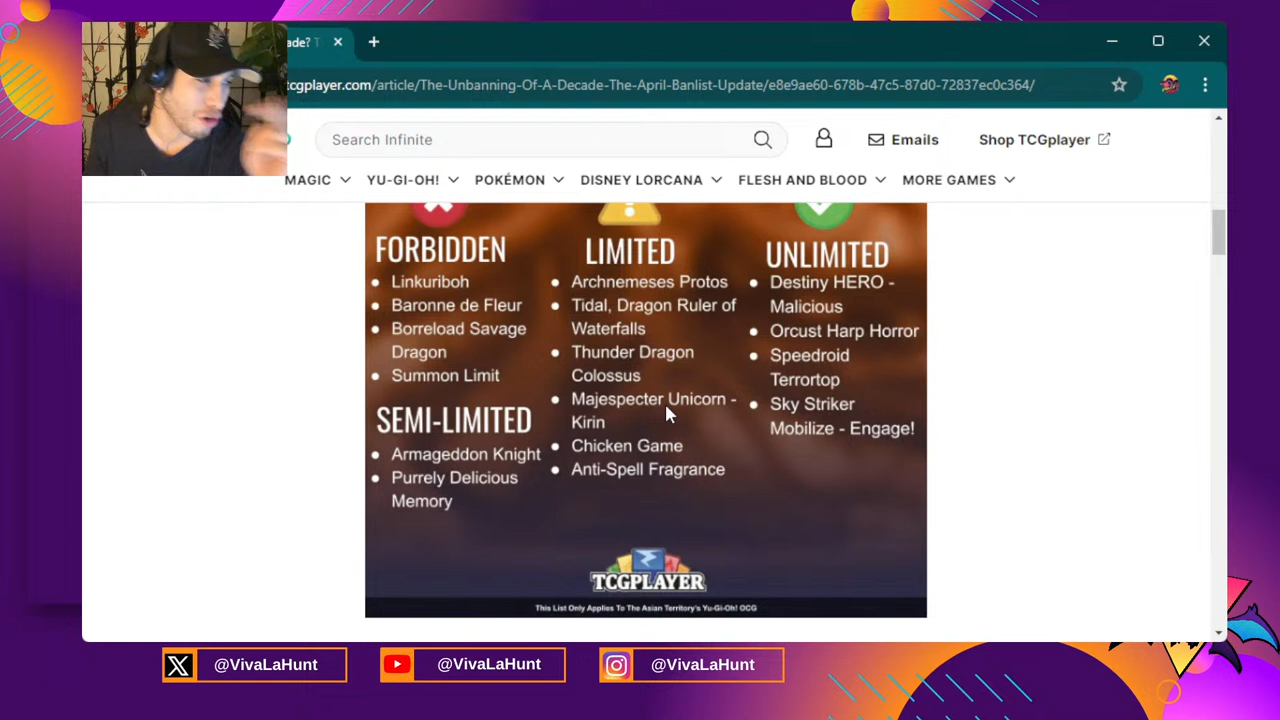 ade? T
tcgplayer.com/article/The-Unbanning-Of-A-Decade-The-April-Banlist-Update/e8e9ae60-678b-47c5-87d0-72837ec0c364/
Search Infinite
Emails
Shop TCGplayer
MAGIC
YU-GI-OH!
POKÉMON
DISNEY LORCANA
FLESH AND BLOOD
MORE GAMES
FORBIDDEN
• Linkuriboh
• Baronne de Fleur
• Borreload Savage
Dragon
• Summon Limit
SEMI-LIMITED
• Armageddon Knight
• Purrely Delicious
Memory
LIMITED
• Archnemeses Protos
• Tidal, Dragon Ruler of
Waterfalls
• Thunder Dragon
Colossus
• Majespecter Unicorn -
Kirin
• Chicken Game
• Anti-Spell Fragrance
UNLIMITED
• Destiny HERO -
Malicious
• Orcust Harp Horror
• Speedroid
Terrortop
• Sky Striker
Mobilize - Engage!
TCGPLAYER
This List Only Applies To The Asian Territory's Yu-Gi-Oh! OCG
@VivaLaHunt
@VivaLaHunt
@VivaLaHunt